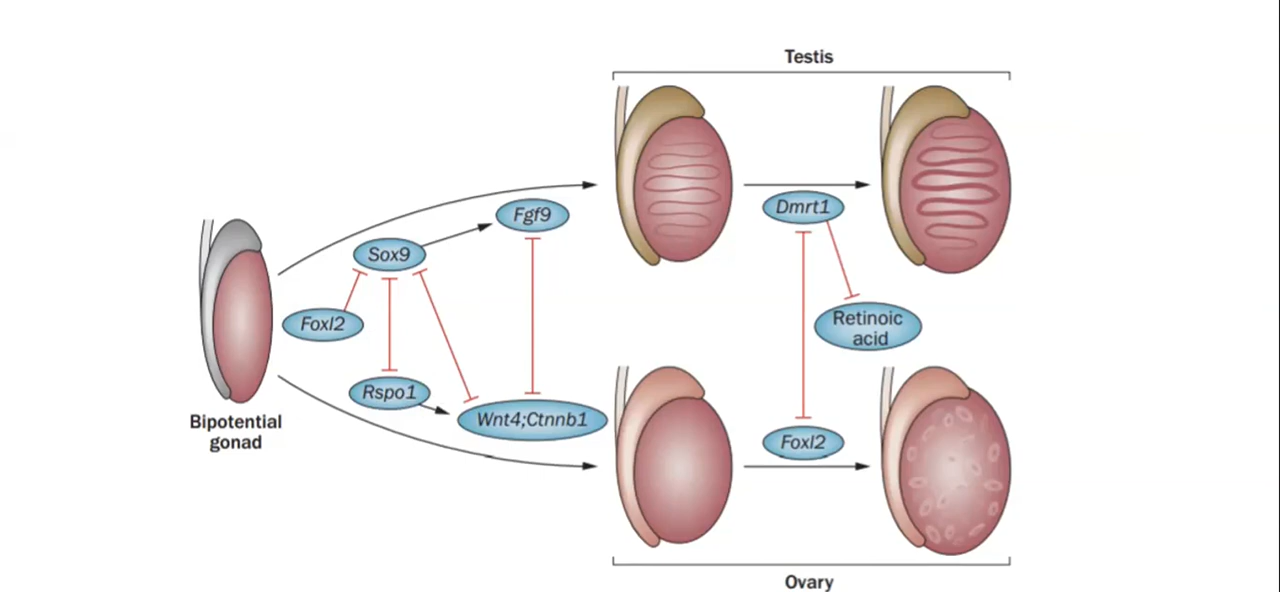 Testis
Fgf9
Dmrt1
Sox9
Foxl2
Retinoic
acid
Rspo1
Wnt4;Ctnnb1
Bipotential
gonad
Foxl2
Ovary